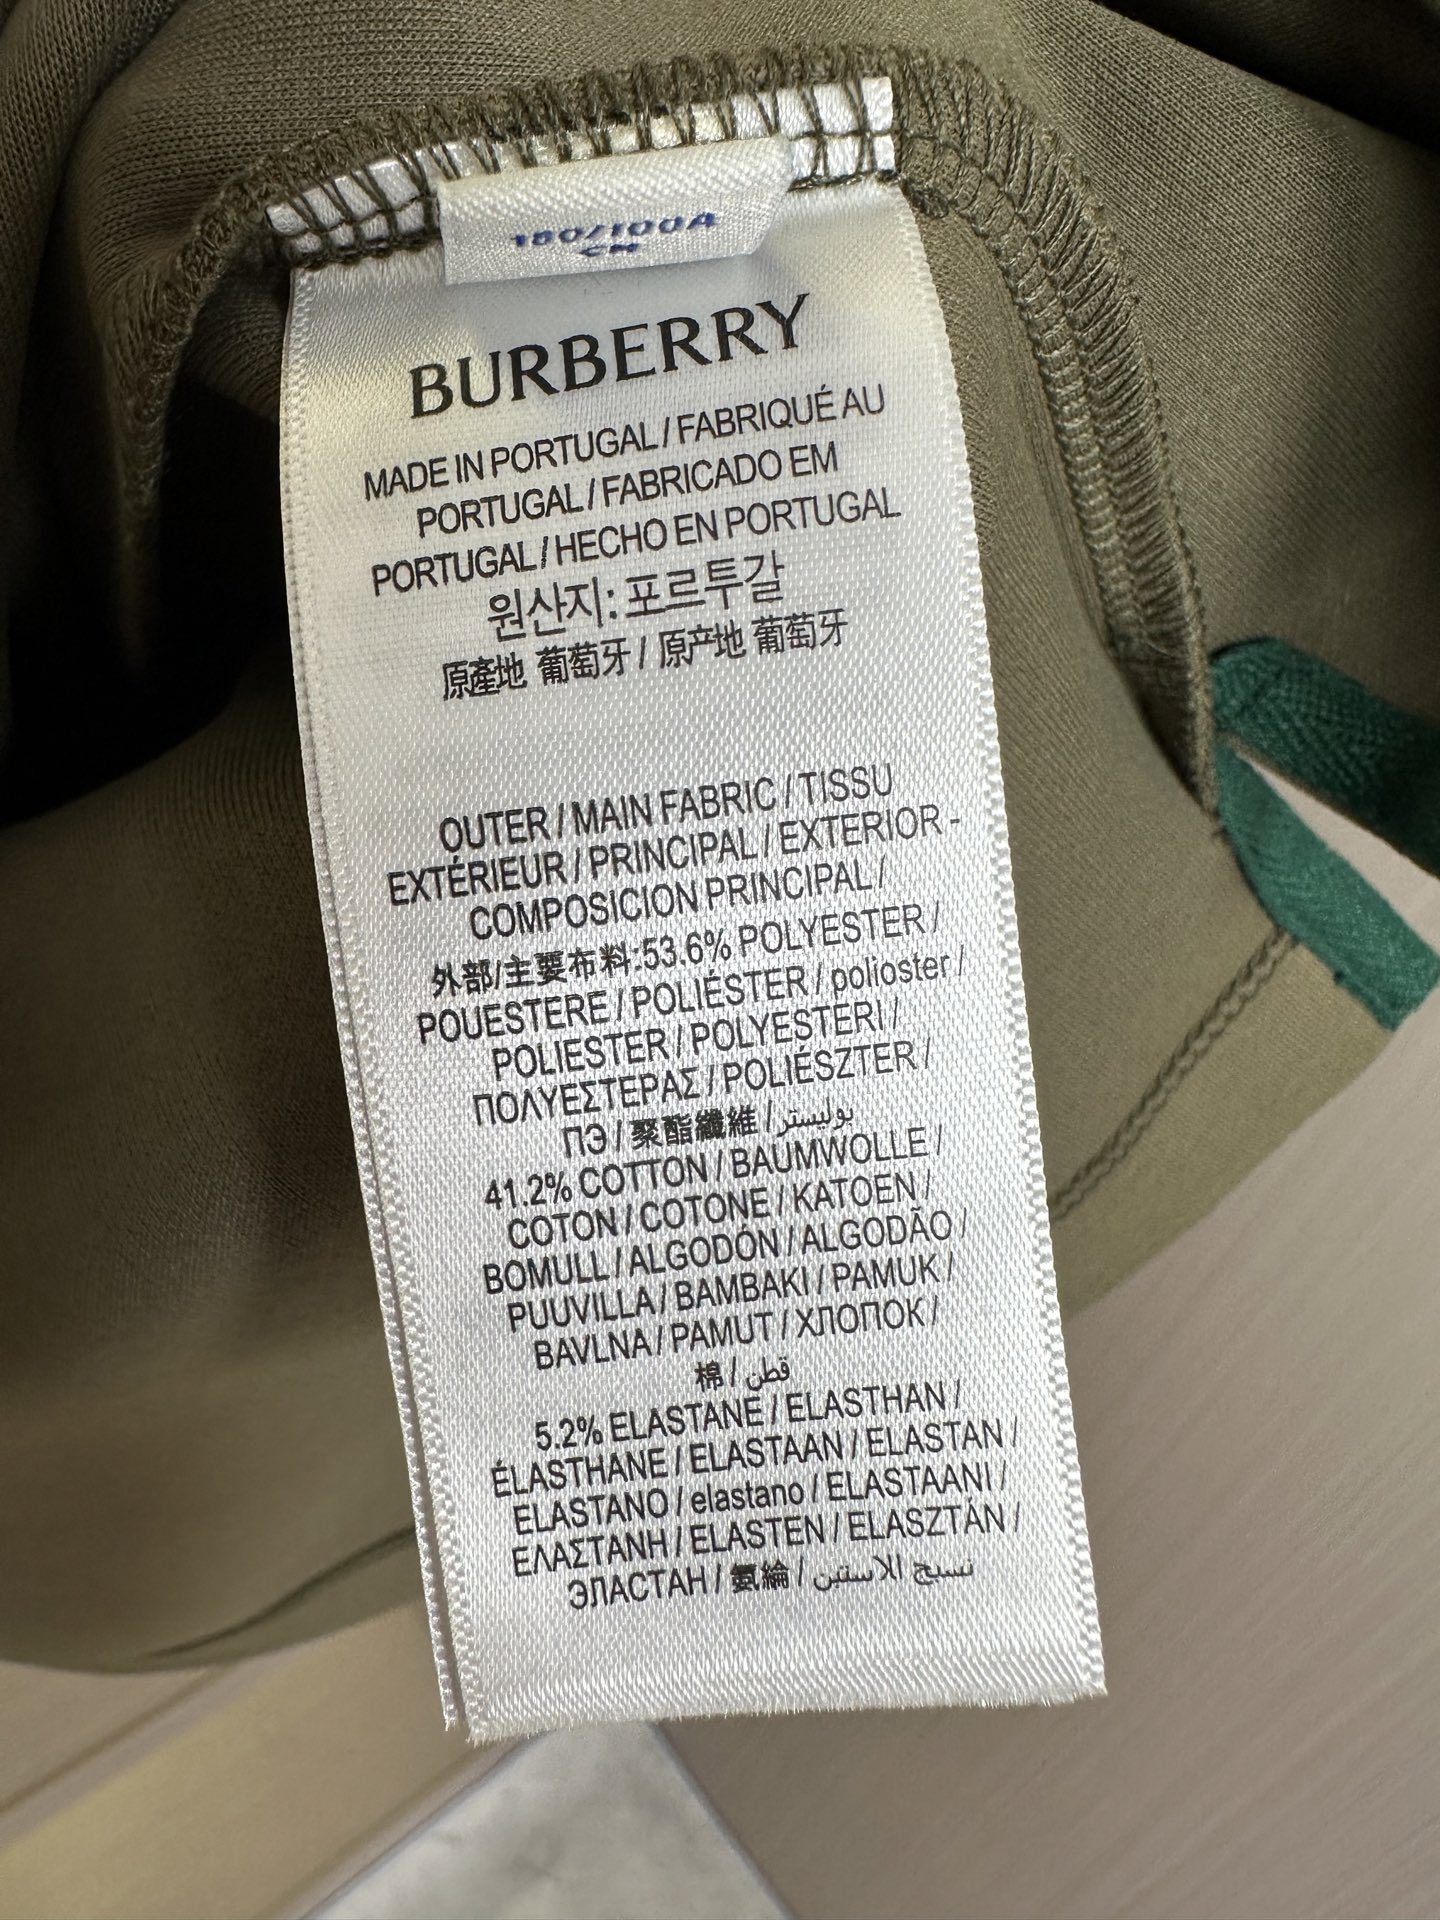 180/100A
CN
BURBERRY
MADE IN PORTUGAL / FABRIQUÉ AU
PORTUGAL / FABRICADO EM
PORTUGAL / HECHO EN PORTUGAL
원산지: 포르투갈
原產地 葡萄牙 / 原产地 葡萄牙
OUTER / MAIN FABRIC / TISSU
EXTÉRIEUR / PRINCIPAL / EXTERIOR -
COMPOSICION PRINCIPAL /
外部/主要布料:53.6% POLYESTER /
POUESTERE / POLIÉSTER / polioster /
POLIESTER / POLYESTERI /
ΠΟΛΥΕΣΤΕΡΑΣ / POLIÉSZTER /
ПЭ / 聚酯纖維 / بوليستر
41.2% COTTON / BAUMWOLLE /
COTON / COTONE / KATOEN /
BOMULL / ALGODÓN / ALGODÃO /
PUUVILLA / BAMBAKI / PAMUK /
BAVLNA / PAMUT / ХЛОПОК /
棉 / قطن
5.2% ELASTANE / ELASTHAN /
ÉLASTHANE / ELASTAAN / ELASTAN /
ELASTANO / elastano / ELASTAANI /
ΕΛΑΣΤΑΝΗ / ELASTEN / ELASZTÁN /
ЭЛАСТАН / 氨綸 / نسيج الاستين